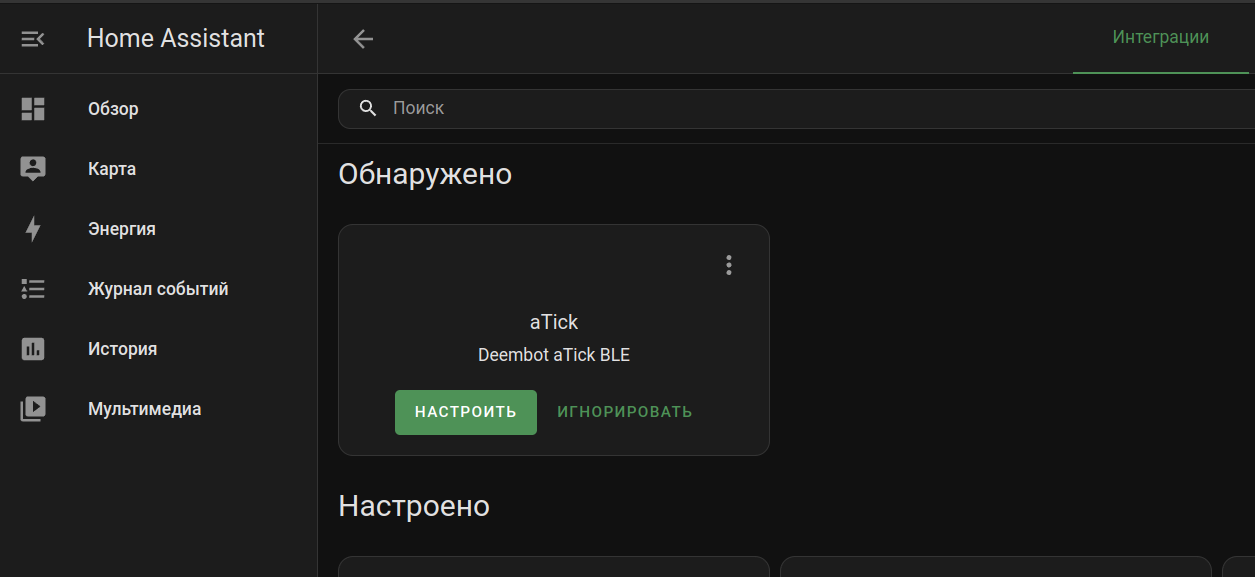 Home Assistant
Интеграции
Обзор
Карта
Энергия
Журнал событий
История
Мультимедиа
Поиск
Обнаружено
aTick
Deembot aTick BLE
НАСТРОИТЬ
ИГНОРИРОВАТЬ
Настроено